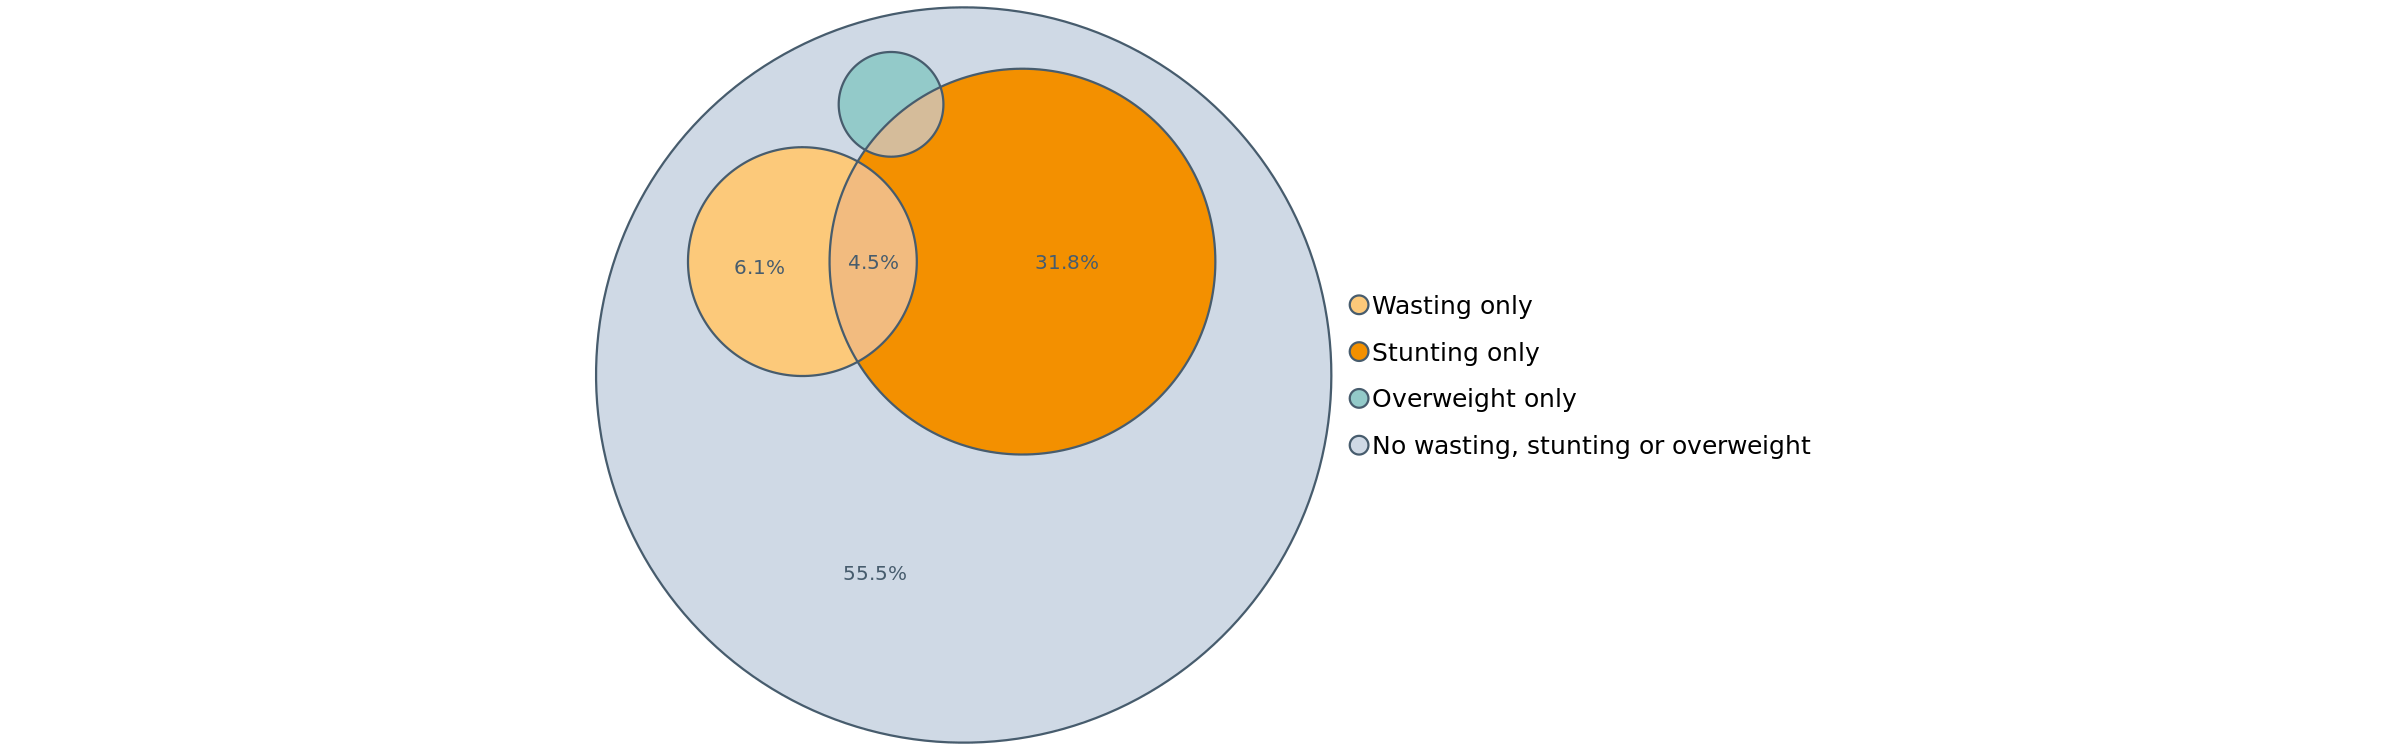 6.1%
4.5%
31.8%
55.5%
Wasting only
Stunting only
Overweight only
No wasting, stunting or overweight